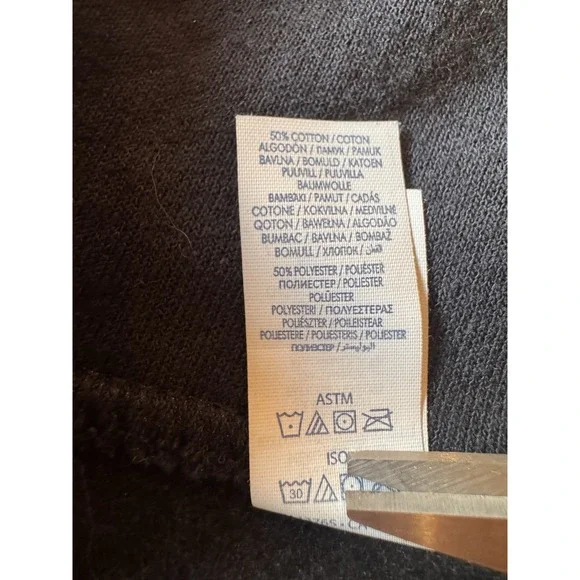 50% COTTON / COTON
ALGODÓN / ПАМУК / PAMUK
BAVLNA / BOMULD / KATOEN
PUUVILL / PUUVILLA
BAUMWOLLE
BAMBAKI / PAMUT / CADÁS
COTONE / KOKVILNA / MEDVILNĖ
QOTON / BAWEŁNA / ALGODÃO
BUMBAC / BAVLNA / BOMBAŽ
BOMULL / ХЛОПОК / القطن
50% POLYESTER / POLIÉSTER
ПОЛИЕСТЕР / POLIESTER
POLÜESTER
POLYESTERI / ΠΟΛΥΕΣΤΕΡΑΣ
POLIÉSZTER / POILEISTEAR
POLIESTERE / POLIESTERIS / POLIESTER
ПОЛИЭСТЕР / البوليستر
ASTM
ISO
30